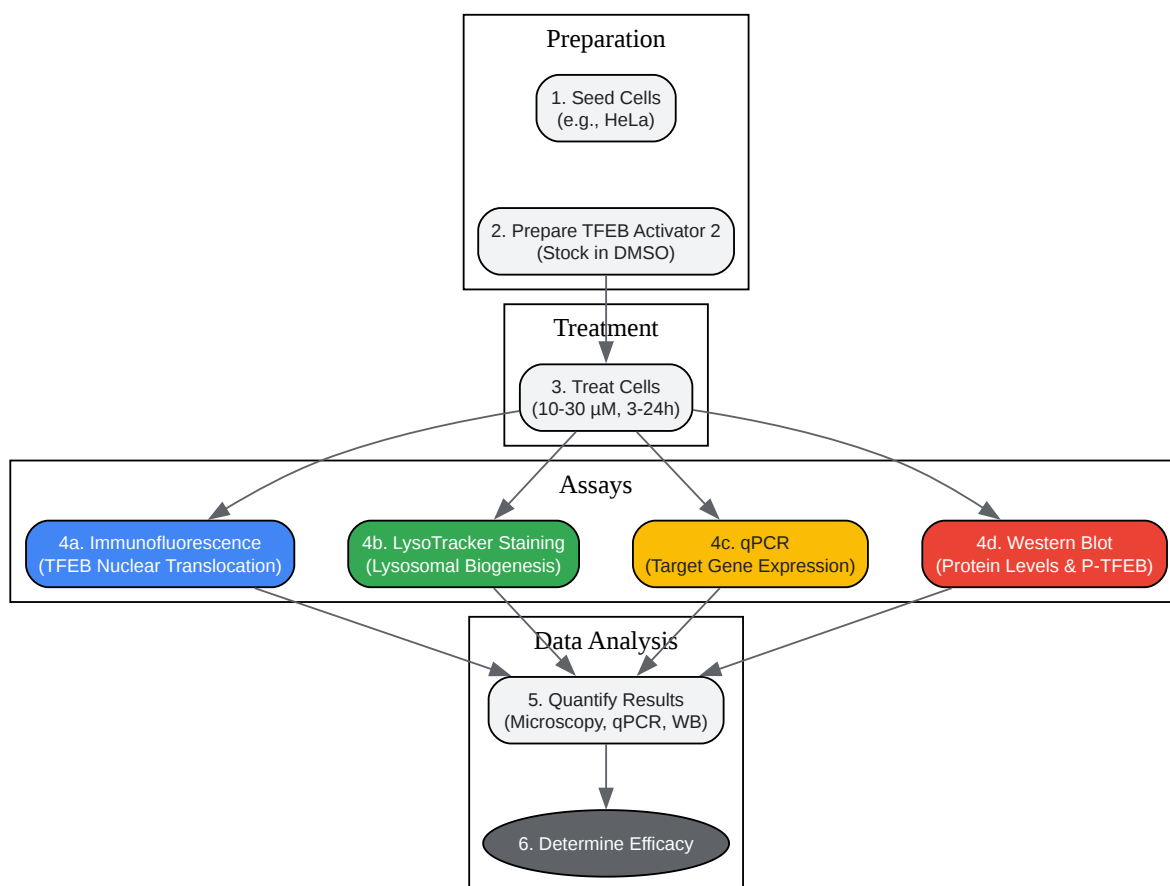 Preparation
1. Seed Cells
(e.g., HeLa)
2. Prepare TFEB Activator 2
(Stock in DMSO)
Treatment
3. Treat Cells
(10-30 µM, 3-24h)
Assays
4a. Immunofluorescence
(TFEB Nuclear Translocation)
4b. LysoTracker Staining
(Lysosomal Biogenesis)
4c. qPCR
(Target Gene Expression)
4d. Western Blot
(Protein Levels & P-TFEB)
Data Analysis
5. Quantify Results
(Microscopy, qPCR, WB)
6. Determine Efficacy